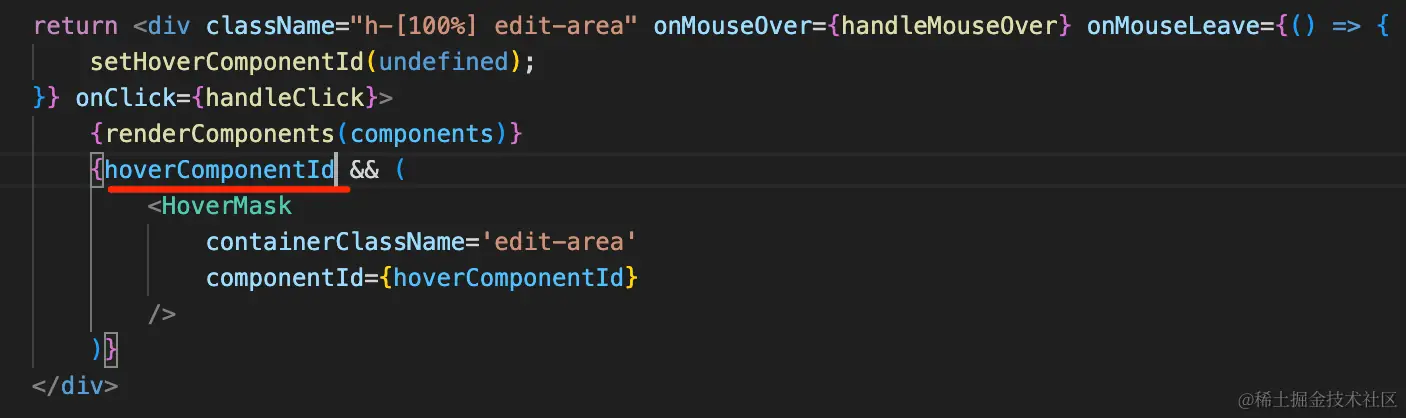 return <div className="h-[100%] edit-area" onMouseOver={handleMouseOver} onMouseLeave={() => {
    setHoverComponentId(undefined);
}} onClick={handleClick}>
    {renderComponents(components)}
    {hoverComponentId && (
        <HoverMask
            containerClassName='edit-area'
            componentId={hoverComponentId}
        />
    )}
</div>
@稀土掘金技术社区